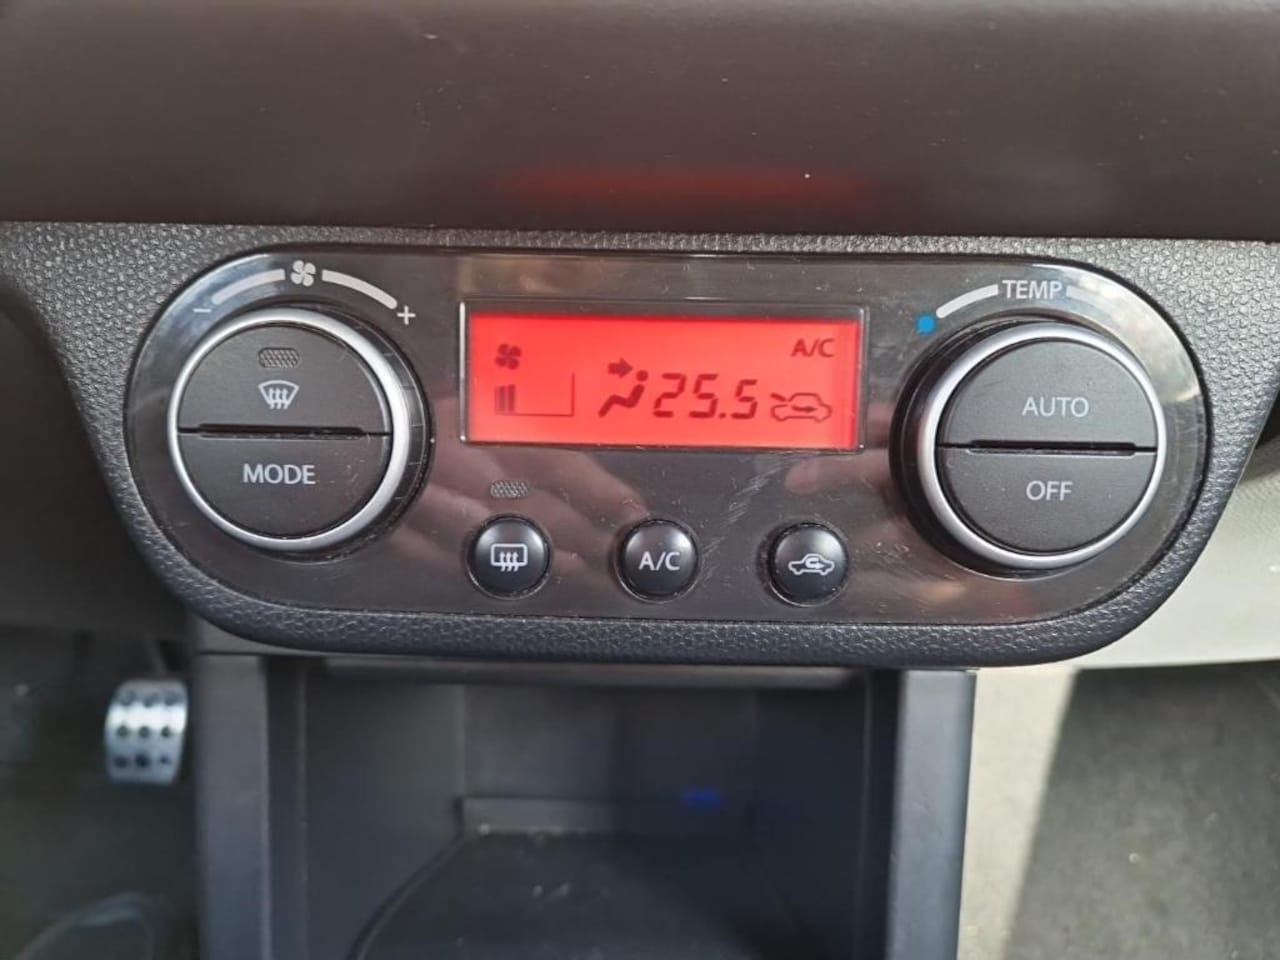 - +
TEMP
A/C
25.5
AUTO
MODE
OFF
A/C